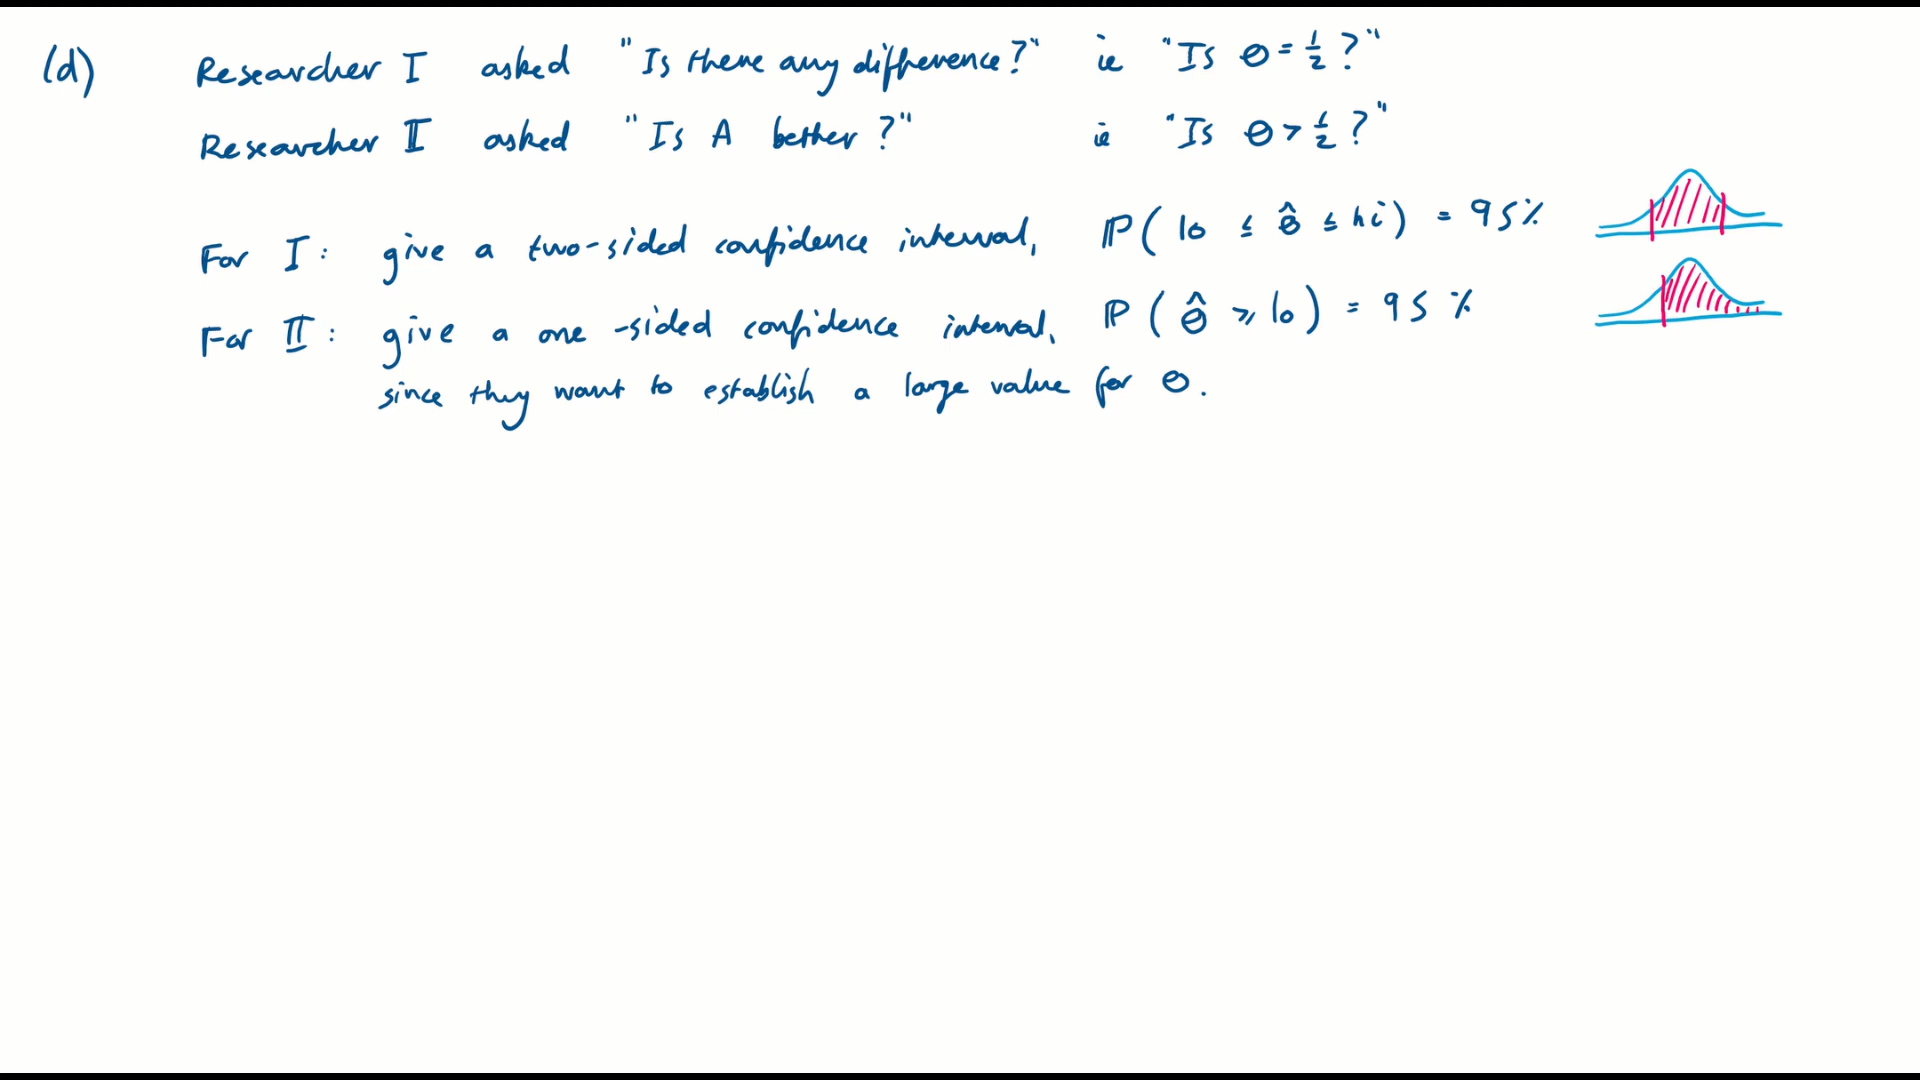 (d) Researcher I asked "Is there any difference?" ie "Is θ = ½ ?"
Researcher II asked "Is A better ?" ie "Is θ > ½ ?"
For I : give a two-sided confidence interval, ℙ( lo ≤ θ̂ ≤ hi ) = 95%
For II : give a one-sided confidence interval, ℙ ( θ̂ ⩾ lo ) = 95 %
since they want to establish a large value for θ.